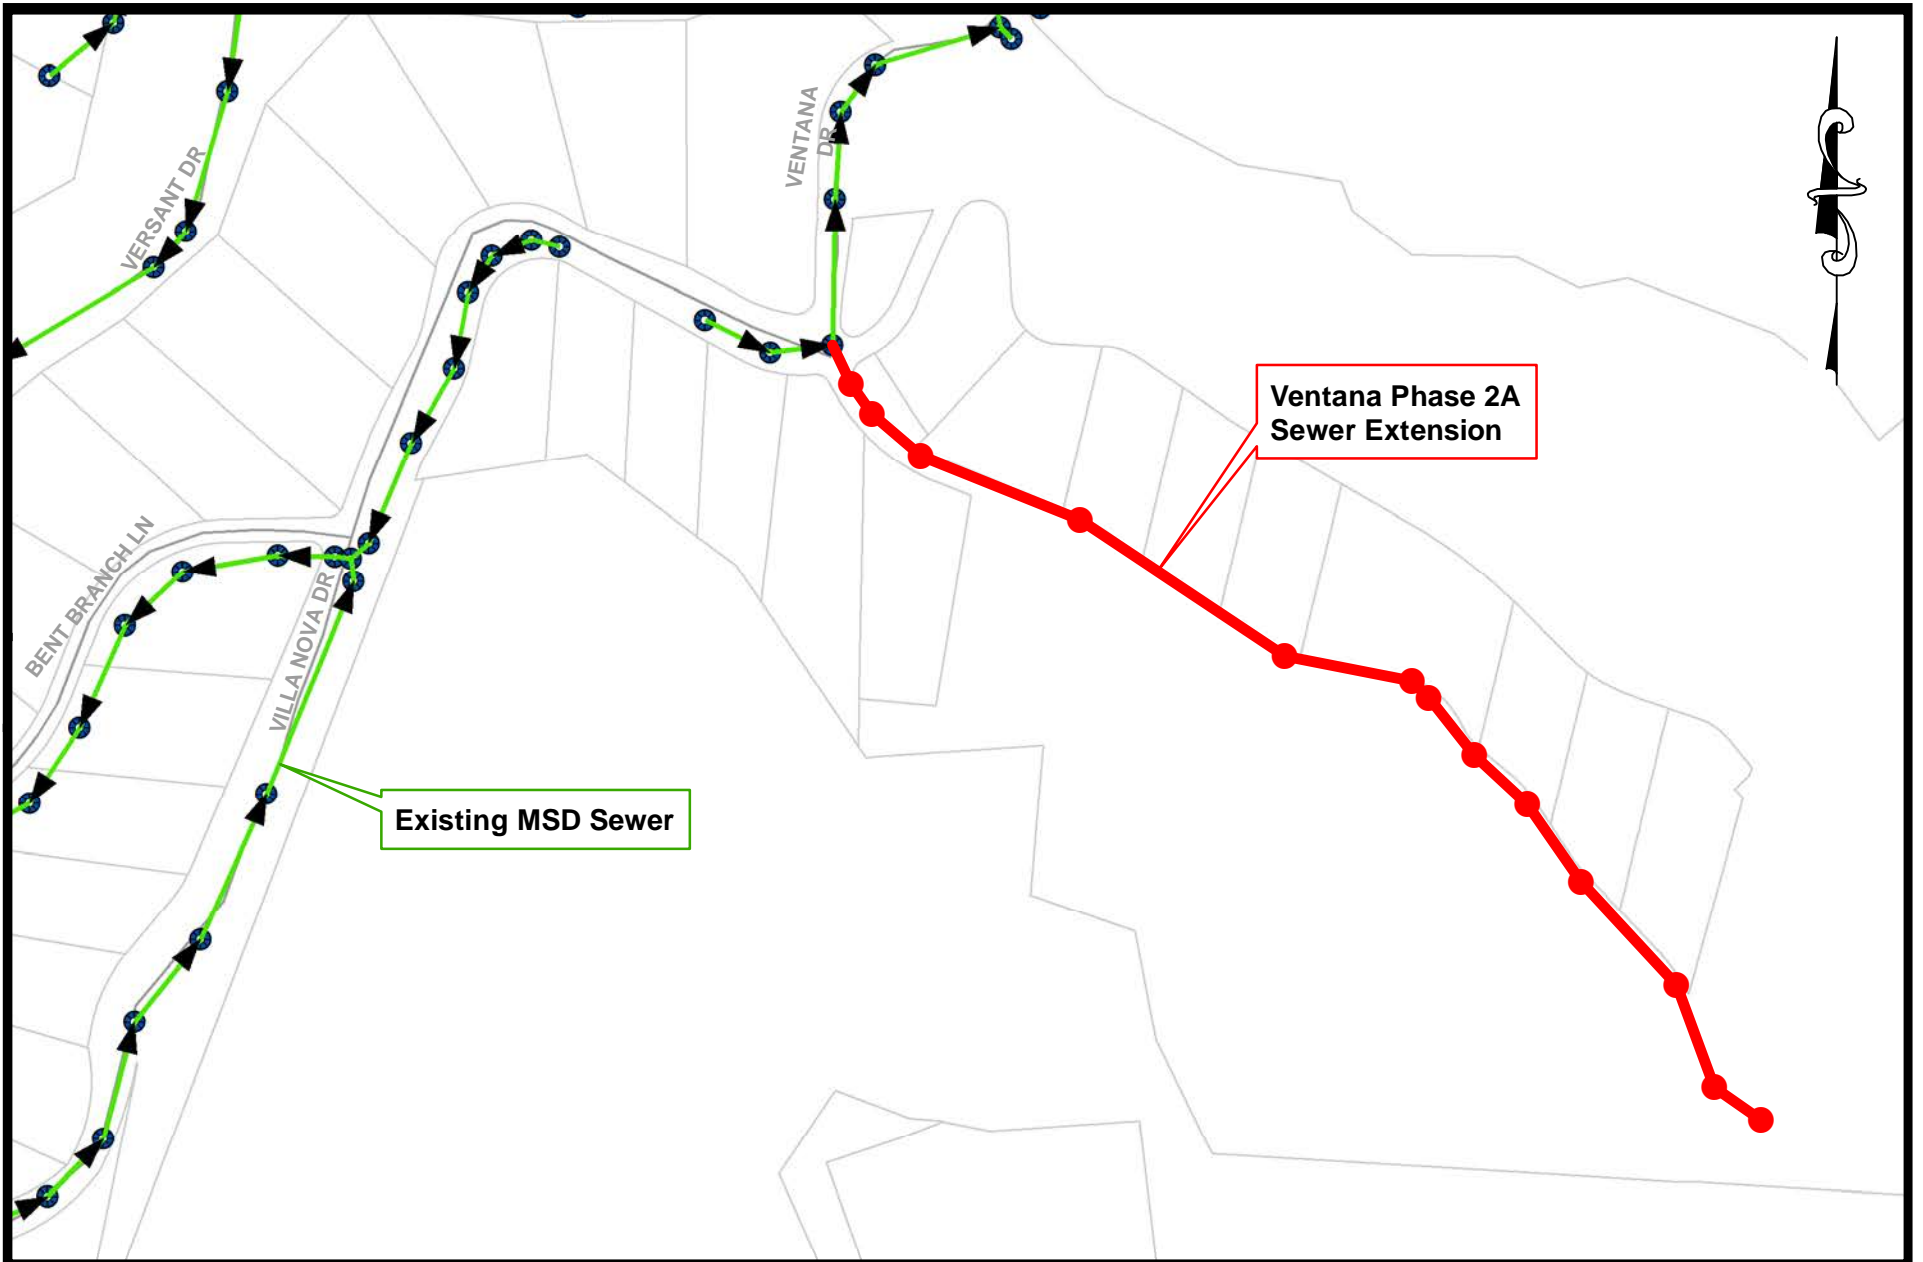 VENTANA
DR
VERSANT DR
Ventana Phase 2A
Sewer Extension
BENT BRANCH LN
VILLA NOVA DR
Existing MSD Sewer